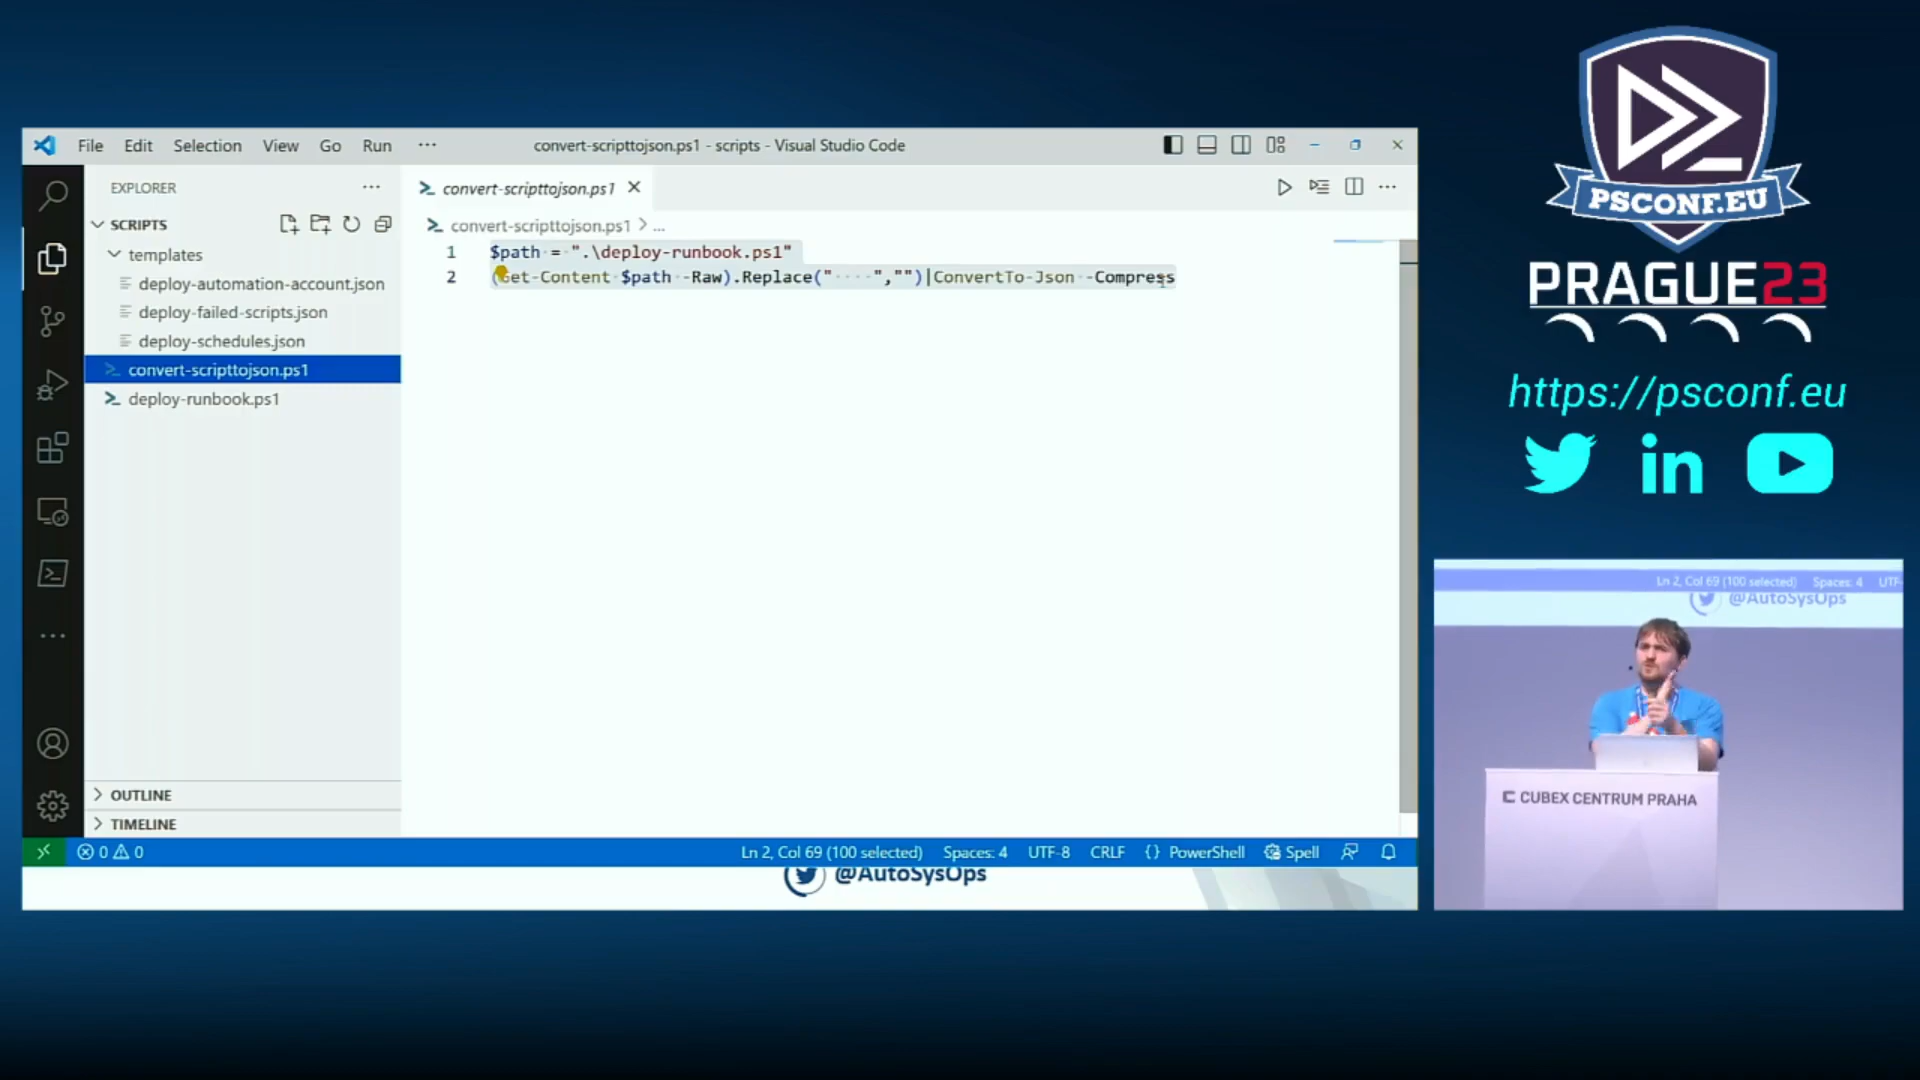 File Edit Selection View Go Run ··· convert-scripttojson.ps1 - scripts - Visual Studio Code
EXPLORER ···
SCRIPTS
templates
deploy-automation-account.json
deploy-failed-scripts.json
deploy-schedules.json
convert-scripttojson.ps1
deploy-runbook.ps1
OUTLINE
TIMELINE
convert-scripttojson.ps1
convert-scripttojson.ps1 > ...
1 $path = ".\deploy-runbook.ps1"
2 (Get-Content $path -Raw).Replace("    ","")|ConvertTo-Json -Compress
0 0 Ln 2, Col 69 (100 selected) Spaces: 4 UTF-8 CRLF {} PowerShell Spell
@AutoSysOps
PSCONF.EU
PRAGUE23
https://psconf.eu
in
Ln 2, Col 69 (100 selected) Spaces: 4 UTF-
@AutoSysOps
CUBEX CENTRUM PRAHA